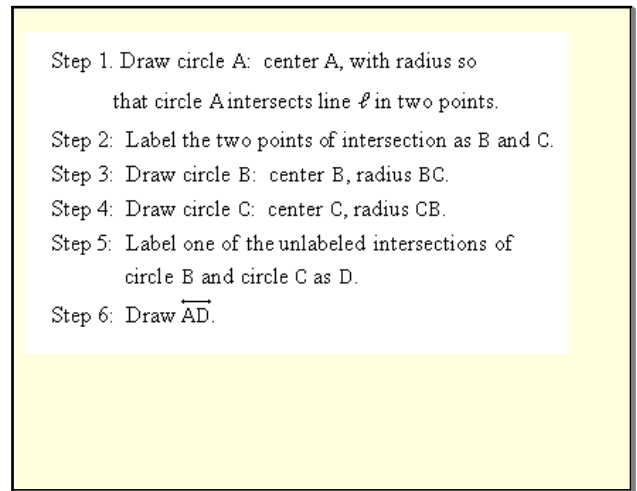 Step 1. Draw circle A: center A, with radius so
that circle A intersects line ℓ in two points.
Step 2: Label the two points of intersection as B and C.
Step 3: Draw circle B: center B, radius BC.
Step 4: Draw circle C: center C, radius CB.
Step 5: Label one of the unlabeled intersections of
circle B and circle C as D.
Step 6: Draw AD.